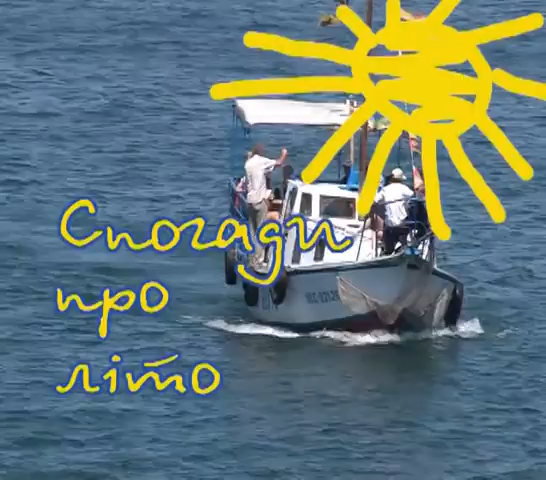 Спогади
про
літо